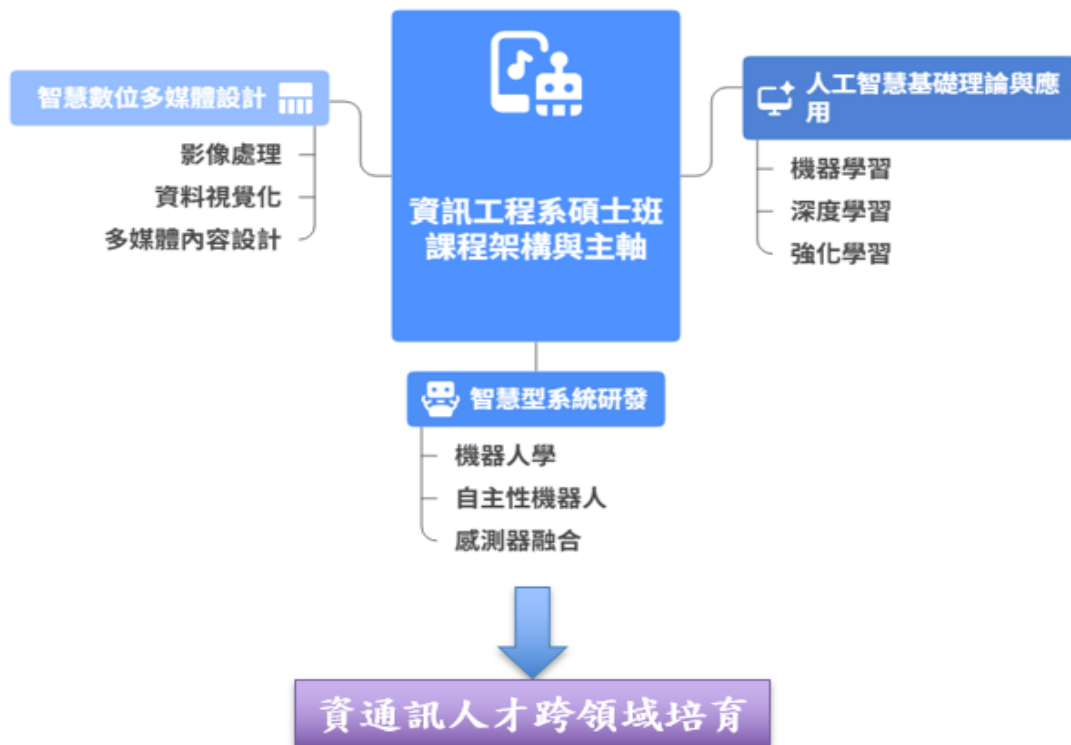 智慧數位多媒體設計
影像處理
資料視覺化
多媒體內容設計
資訊工程系碩士班
課程架構與主軸
人工智慧基礎理論與應
用
機器學習
深度學習
強化學習
智慧型系統研發
機器人學
自主性機器人
感測器融合
資通訊人才跨領域培育